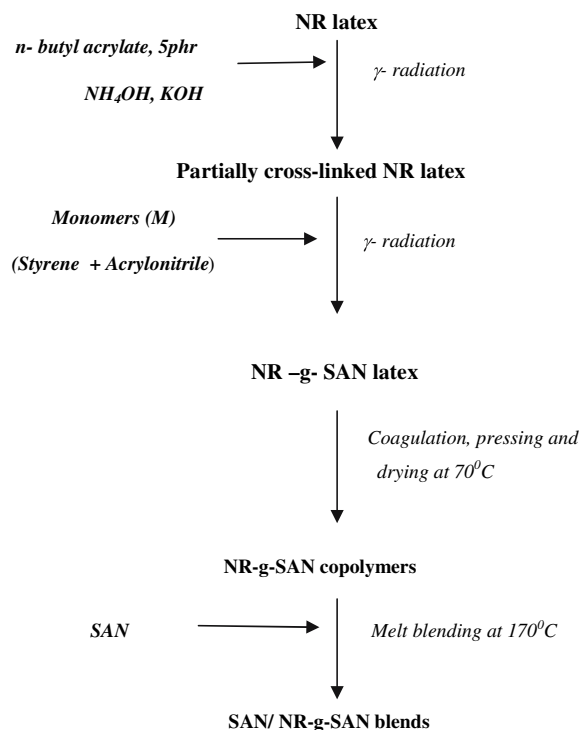 NR latex
n- butyl acrylate, 5phr
γ- radiation
NH₄OH, KOH
Partially cross-linked NR latex
Monomers (M)
γ- radiation
(Styrene + Acrylonitrile)
NR –g- SAN latex
Coagulation, pressing and
drying at 70⁰C
NR-g-SAN copolymers
SAN
Melt blending at 170⁰C
SAN/ NR-g-SAN blends